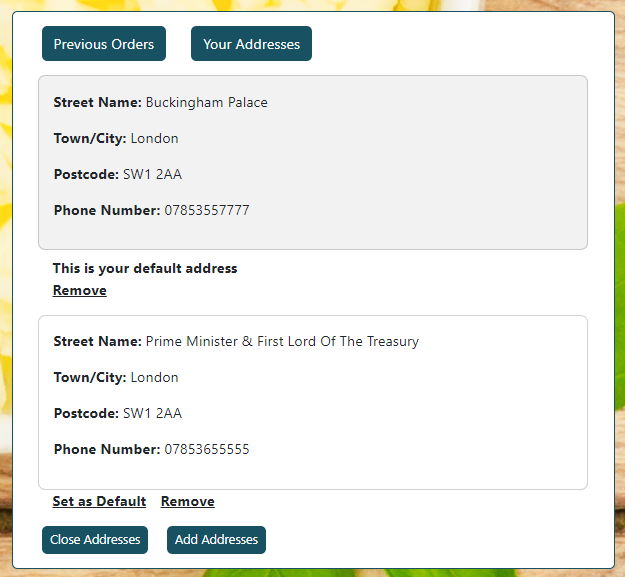 Previous Orders Your Addresses
Street Name: Buckingham Palace
Town/City: London
Postcode: SW1 2AA
Phone Number: 07853557777
This is your default address
Remove
Street Name: Prime Minister & First Lord Of The Treasury
Town/City: London
Postcode: SW1 2AA
Phone Number: 07853655555
Set as Default Remove
Close Addresses Add Addresses